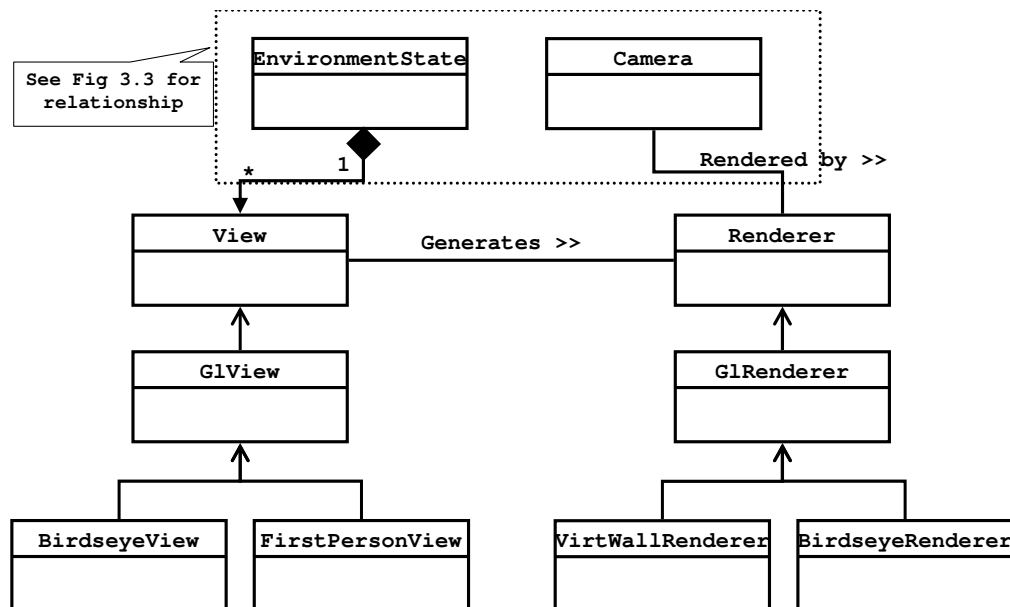 EnvironmentState
Camera
See Fig 3.3 for
relationship
Rendered by >>
1
*
View
Generates >>
Renderer
GlView
GlRenderer
BirdseyeView
FirstPersonView
VirtWallRenderer
BirdseyeRenderer